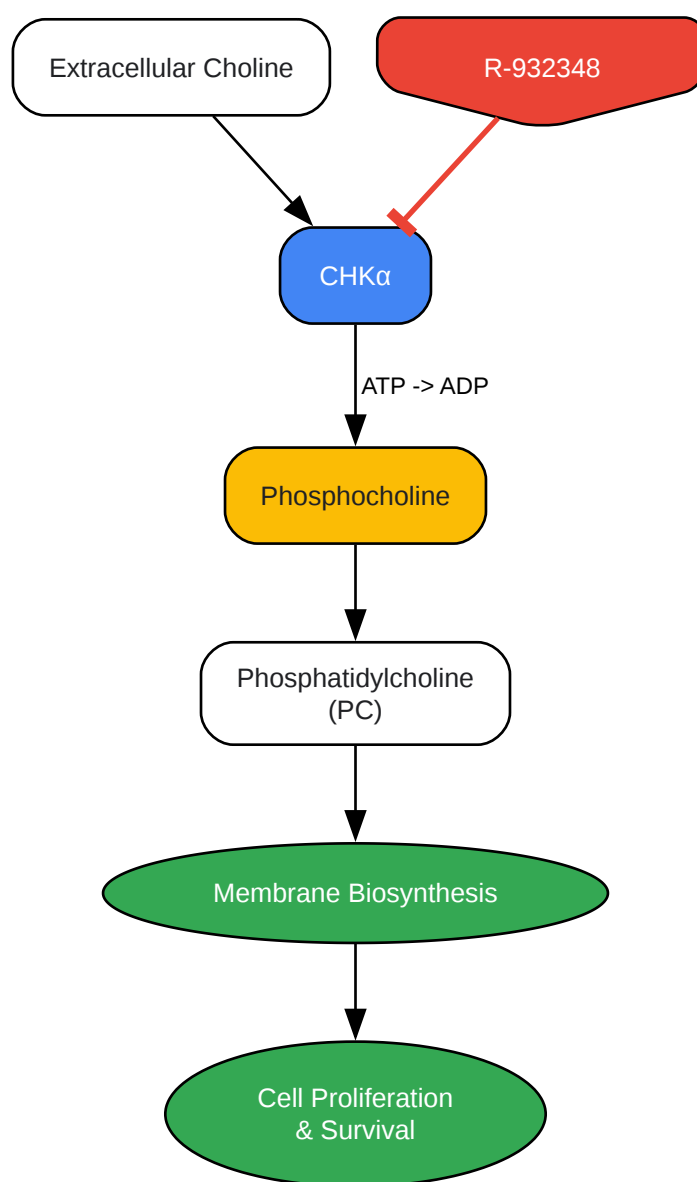 Extracellular Choline
R-932348
CHKα
ATP -> ADP
Phosphocholine
Phosphatidylcholine
(PC)
Membrane Biosynthesis
Cell Proliferation
& Survival